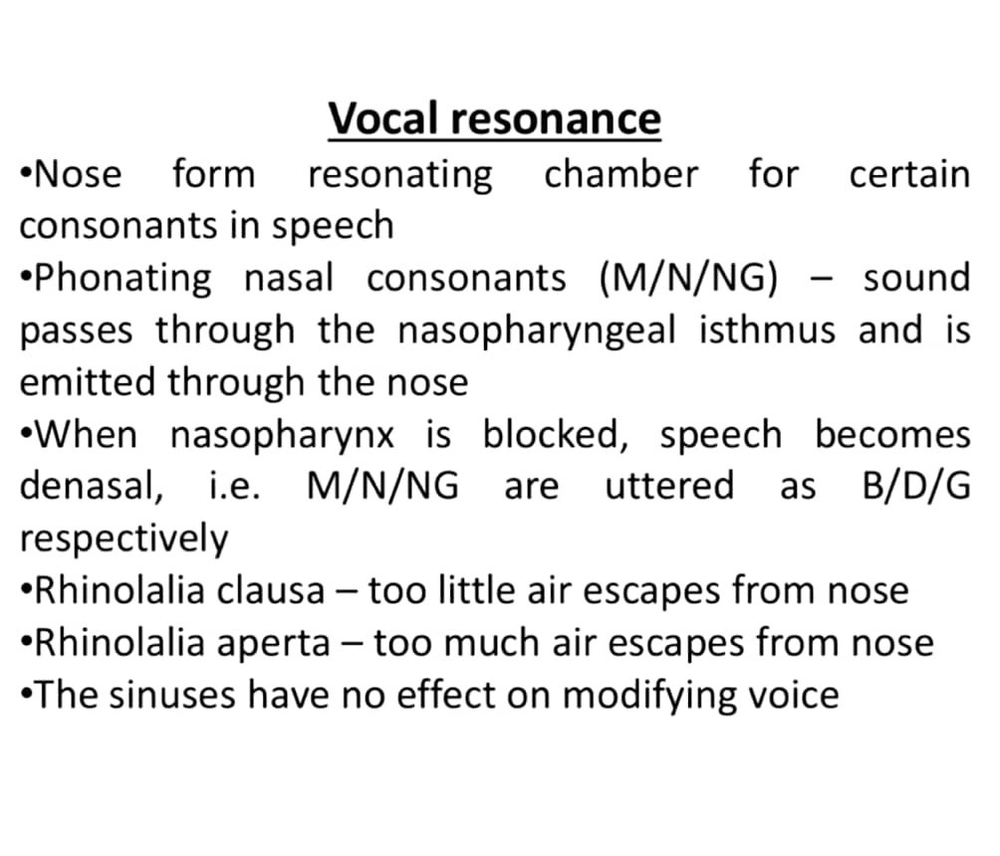 Vocal resonance
•Nose form resonating chamber for certain
consonants in speech
•Phonating nasal consonants (M/N/NG) – sound
passes through the nasopharyngeal isthmus and is
emitted through the nose
•When nasopharynx is blocked, speech becomes
denasal, i.e. M/N/NG are uttered as B/D/G
respectively
•Rhinolalia clausa – too little air escapes from nose
•Rhinolalia aperta – too much air escapes from nose
•The sinuses have no effect on modifying voice